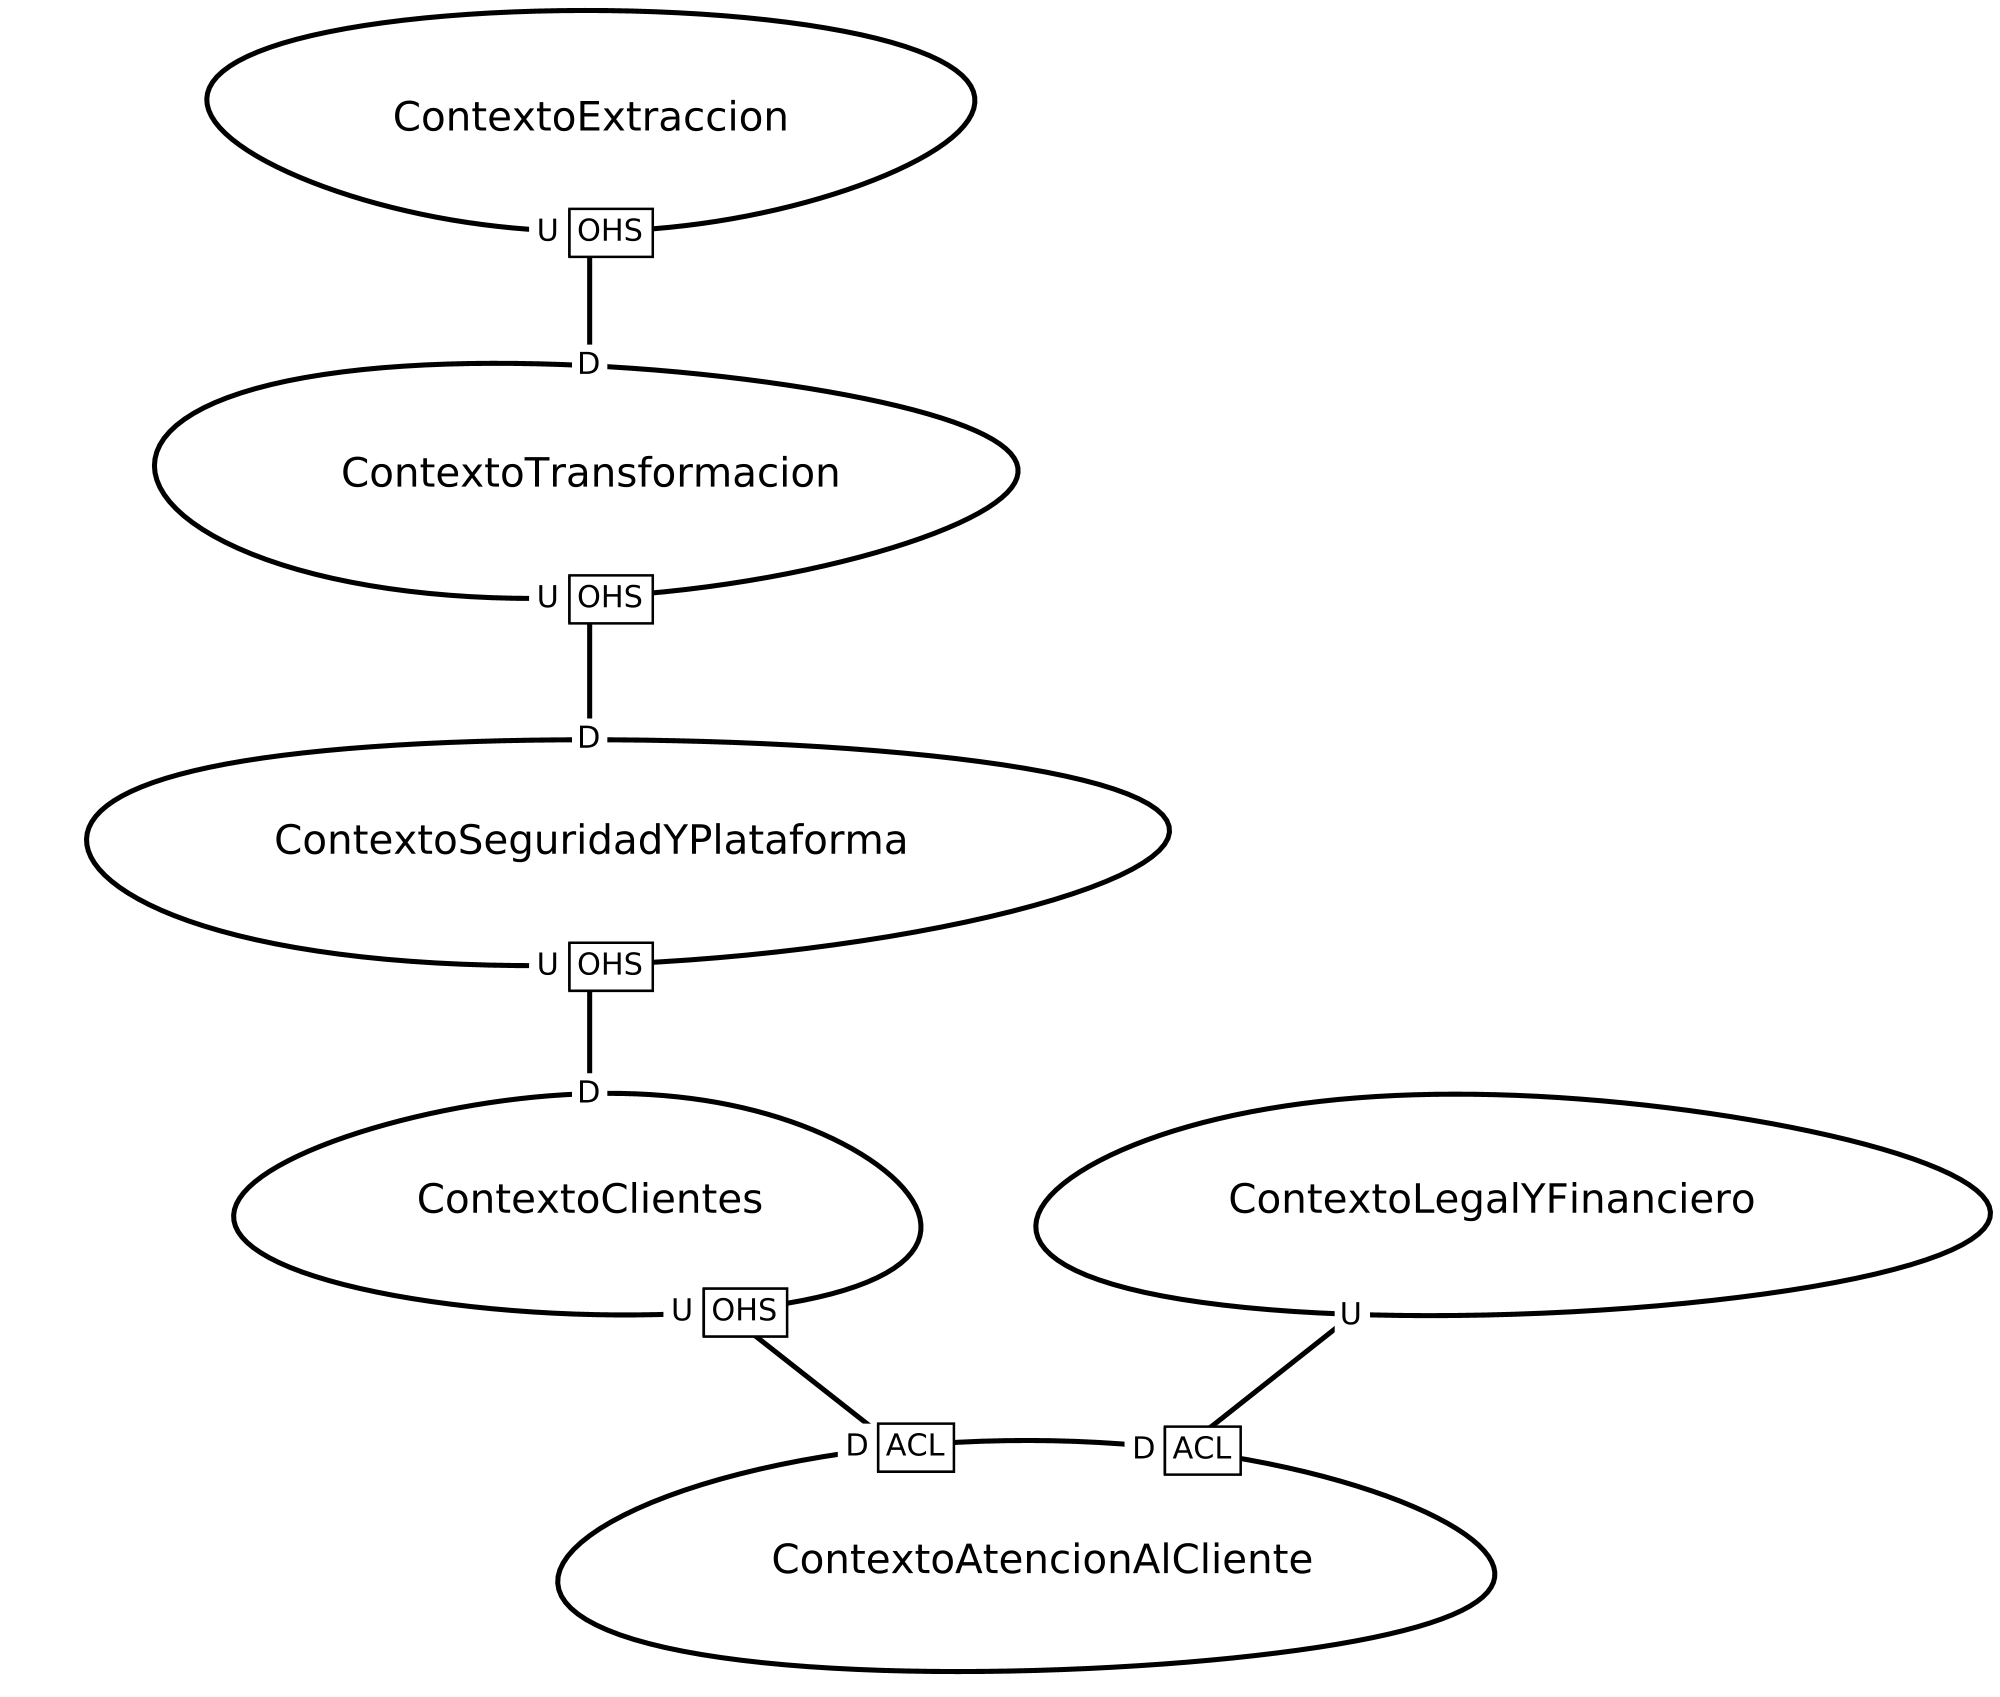 ContextoExtraccion
U OHS
D
ContextoTransformacion
U OHS
D
ContextoSeguridadYPlataforma
U OHS
D
ContextoClientes
ContextoLegalYFinanciero
U OHS
U
D ACL
D ACL
ContextoAtencionAlCliente